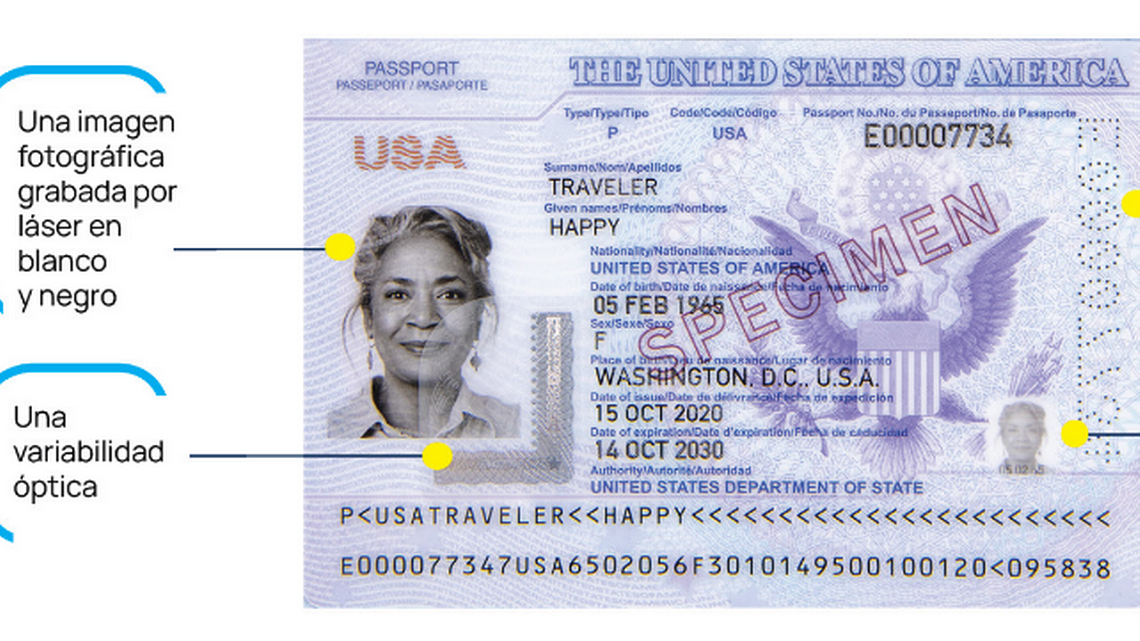 Una imagen
fotográfica
grabada por
láser en
blanco
y negro
Una
variabilidad
óptica
PASSPORT
PASSEPORT / PASAPORTE
THE UNITED STATES OF AMERICA
Type/Type/Tipo Code/Code/Código Passport No./No. du Passeport/No. de Pasaporte
P USA E00007734
USA
Surname/Nom/Apellidos
TRAVELER
Given names/Prénoms/Nombres
HAPPY
Nationality/Nationalité/Nacionalidad
UNITED STATES OF AMERICA
Date of birth/Date de naissance/Fecha de nacimiento
05 FEB 1965
Sex/Sexe/Sexo
F
Place of birth/Lieu de naissance/Lugar de nacimiento
WASHINGTON, D.C., U.S.A.
Date of issue/Date de délivrance/Fecha de expedición
15 OCT 2020
Date of expiration/Date d'expiration/Fecha de caducidad
14 OCT 2030
Authority/Autorité/Autoridad
UNITED STATES DEPARTMENT OF STATE
SPECIMEN
P<USATRAVELER<<HAPPY<<<<<<<<<<<<<<<<<<<<<<<<
E000077347USA6502056F3010149500100120<095838